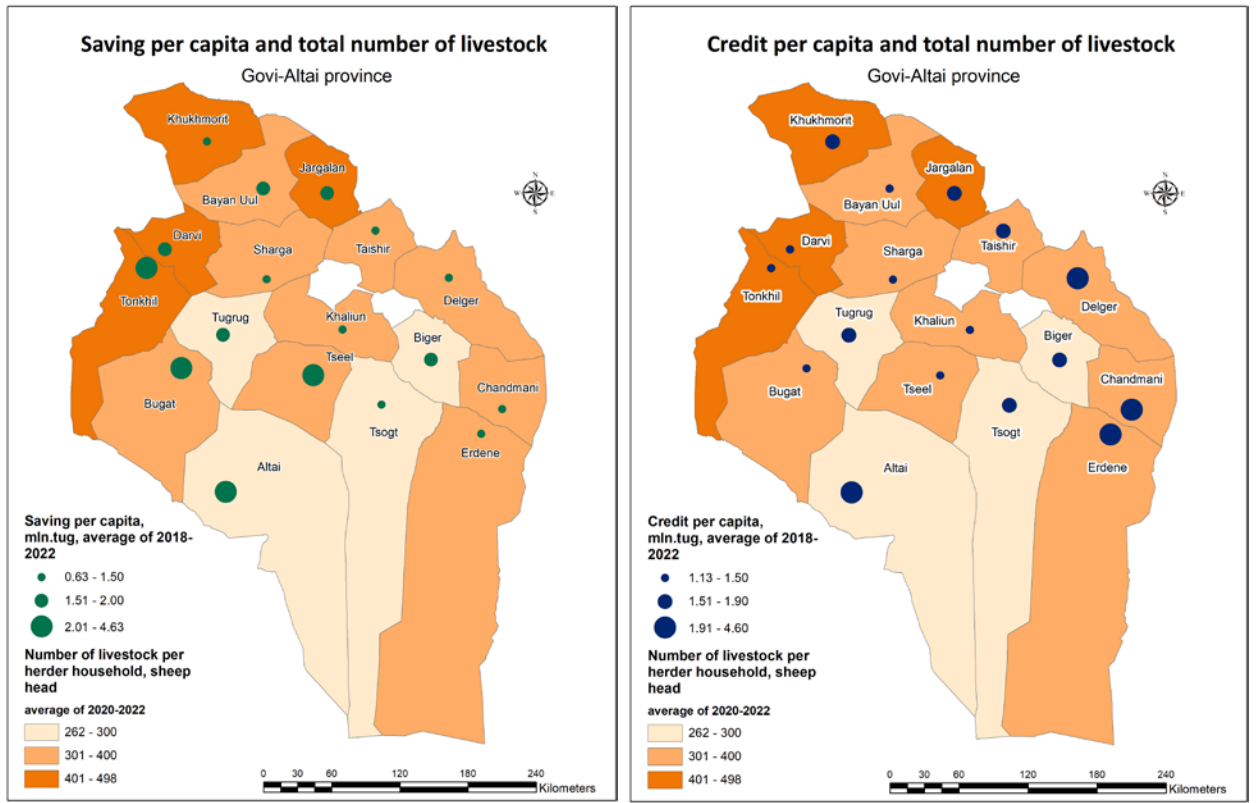 Saving per capita and total number of livestock
Govi-Altai province
Khukhmorit
N
W E
S
Jargalan
Bayan Uul
Darvi
Sharga
Taishir
Tonkhil
Delger
Tugrug
Khaliun
Biger
Tseel
Chandmani
Bugat
Tsogt
Erdene
Altai
Saving per capita,
mln.tug, average of 2018-
2022
0.63 - 1.50
1.51 - 2.00
2.01 - 4.63
Number of livestock per
herder household, sheep
head
average of 2020-2022
262 - 300
301 - 400
401 - 498
0 30 60 120 180 240
Kilometers
Credit per capita and total number of livestock
Govi-Altai province
Khukhmorit
N
W E
S
Jargalan
Bayan Uul
Darvi
Sharga
Taishir
Tonkhil
Delger
Tugrug
Khaliun
Biger
Tseel
Chandmani
Bugat
Tsogt
Erdene
Altai
Credit per capita,
mln.tug, average of 2018-
2022
1.13 - 1.50
1.51 - 1.90
1.91 - 4.60
Number of livestock per
herder household, sheep
head
average of 2020-2022
262 - 300
301 - 400
401 - 498
0 30 60 120 180 240
Kilometers